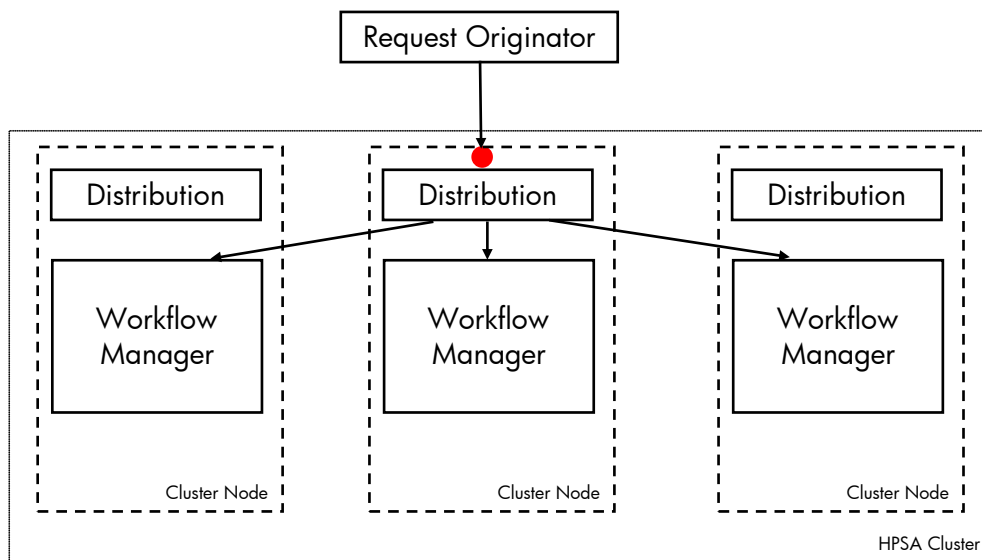 Request Originator
Distribution
Distribution
Distribution
Workflow
Manager
Workflow
Manager
Workflow
Manager
Cluster Node
Cluster Node
Cluster Node
HPSA Cluster